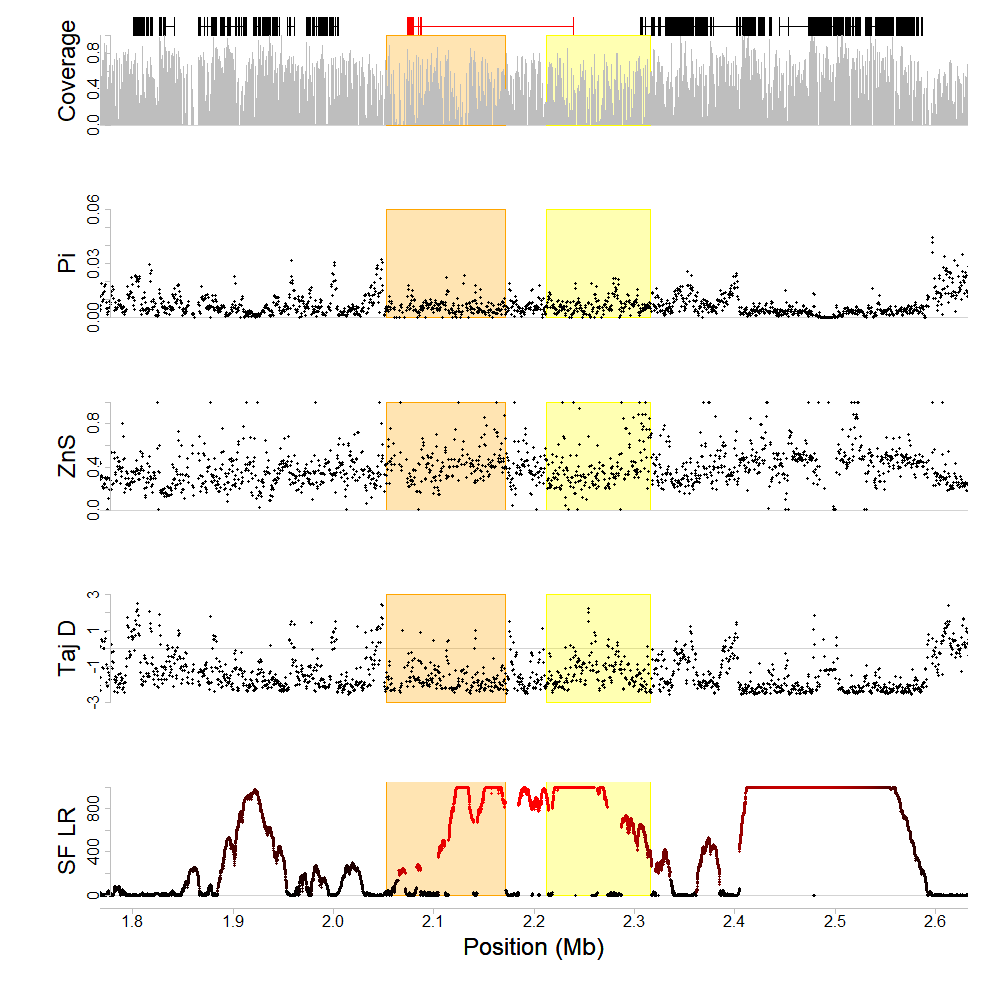 Coverage
0.0 0.4 0.8
Pi
0.00 0.03 0.06
ZnS
0.0 0.4 0.8
Taj D
-3 -1 1 3
SF LR
0 400 800
1.8 1.9 2.0 2.1 2.2 2.3 2.4 2.5 2.6
Position (Mb)